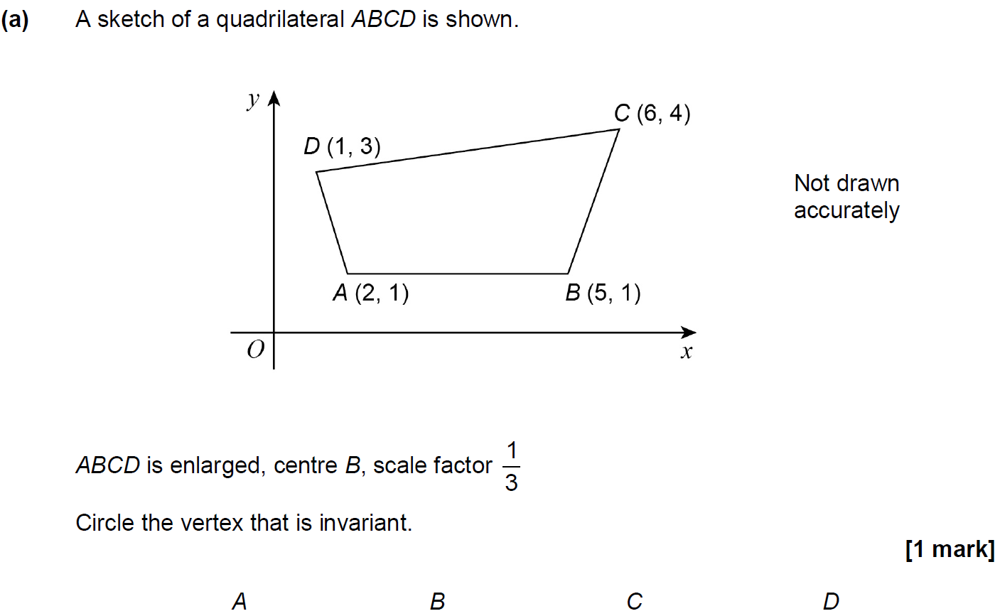 (a) A sketch of a quadrilateral ABCD is shown.
y
C (6, 4)
D (1, 3)
Not drawn
accurately
A (2, 1) B (5, 1)
O x
ABCD is enlarged, centre B, scale factor 1/3
Circle the vertex that is invariant.
[1 mark]
A B C D